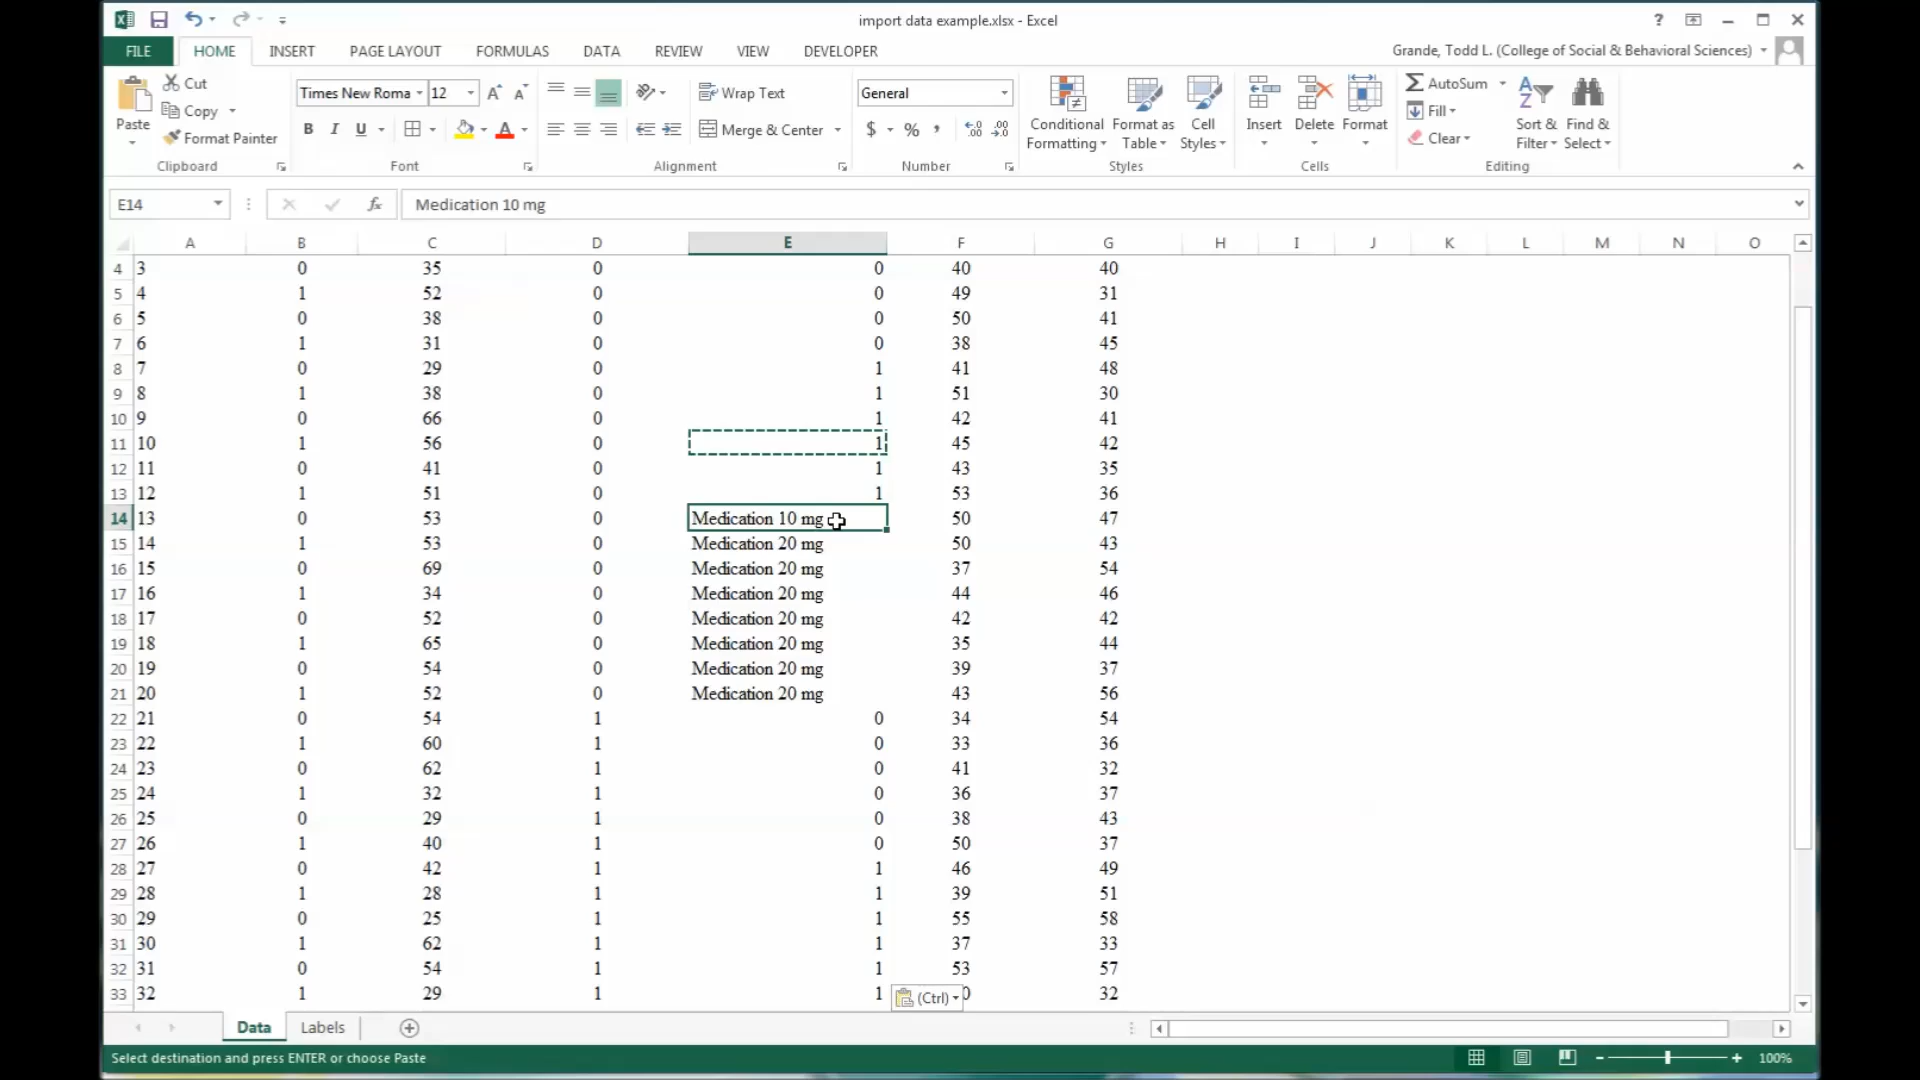 import data example.xlsx - Excel
FILE HOME INSERT PAGE LAYOUT FORMULAS DATA REVIEW VIEW DEVELOPER Grande, Todd L. (College of Social & Behavioral Sciences)
Paste Cut Copy Format Painter Clipboard
Times New Roma 12 B I U Font
Wrap Text Merge & Center Alignment
General $ % , Number
Conditional Formatting Format as Table Cell Styles Styles
Insert Delete Format Cells
AutoSum Fill Clear Sort & Filter Find & Select Editing
E14 fx Medication 10 mg
A B C D E F G H I J K L M N O
4 3 0 35 0 0 40 40
5 4 1 52 0 0 49 31
6 5 0 38 0 0 50 41
7 6 1 31 0 0 38 45
8 7 0 29 0 1 41 48
9 8 1 38 0 1 51 30
10 9 0 66 0 1 42 41
11 10 1 56 0 1 45 42
12 11 0 41 0 1 43 35
13 12 1 51 0 1 53 36
14 13 0 53 0 Medication 10 mg 50 47
15 14 1 53 0 Medication 20 mg 50 43
16 15 0 69 0 Medication 20 mg 37 54
17 16 1 34 0 Medication 20 mg 44 46
18 17 0 52 0 Medication 20 mg 42 42
19 18 1 65 0 Medication 20 mg 35 44
20 19 0 54 0 Medication 20 mg 39 37
21 20 1 52 0 Medication 20 mg 43 56
22 21 0 54 1 0 34 54
23 22 1 60 1 0 33 36
24 23 0 62 1 0 41 32
25 24 1 32 1 0 36 37
26 25 0 29 1 0 38 43
27 26 1 40 1 0 50 37
28 27 0 42 1 1 46 49
29 28 1 28 1 1 39 51
30 29 0 25 1 1 55 58
31 30 1 62 1 1 37 33
32 31 0 54 1 1 53 57
33 32 1 29 1 1 (Ctrl) 0 32
Data Labels
Select destination and press ENTER or choose Paste 100%